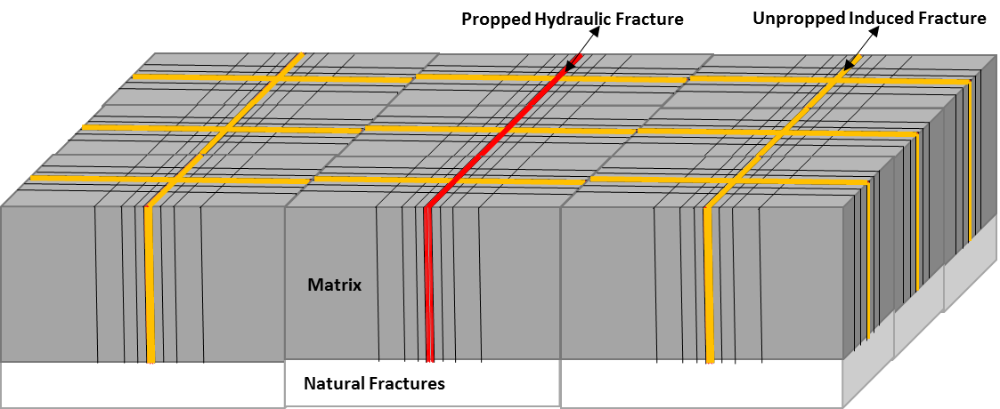 Propped Hydraulic Fracture
Unpropped Induced Fracture
Matrix
Natural Fractures